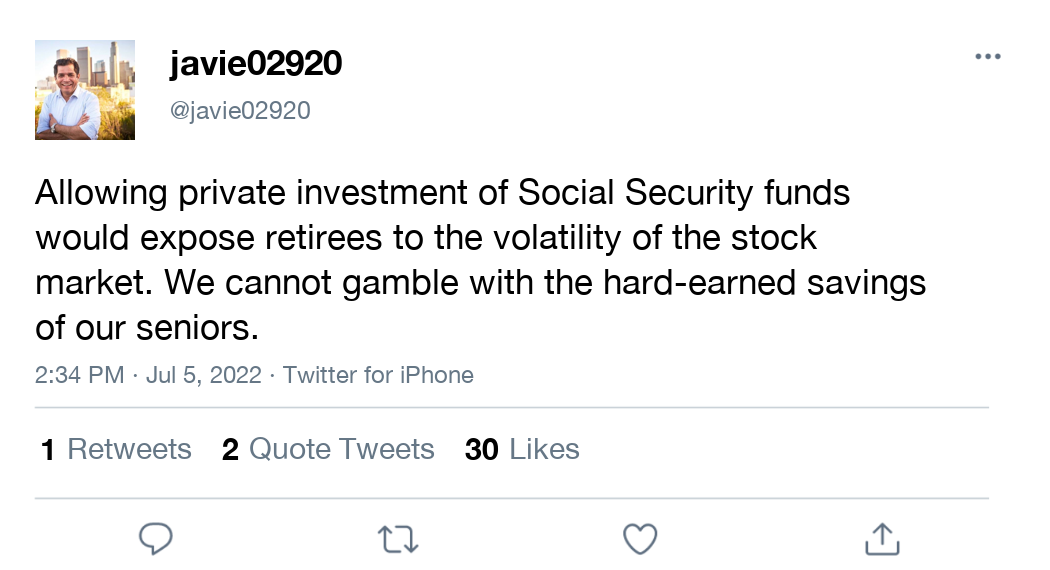 javie02920
@javie02920
Allowing private investment of Social Security funds
would expose retirees to the volatility of the stock
market. We cannot gamble with the hard-earned savings
of our seniors.
2:34 PM · Jul 5, 2022 · Twitter for iPhone
1 Retweets 2 Quote Tweets 30 Likes